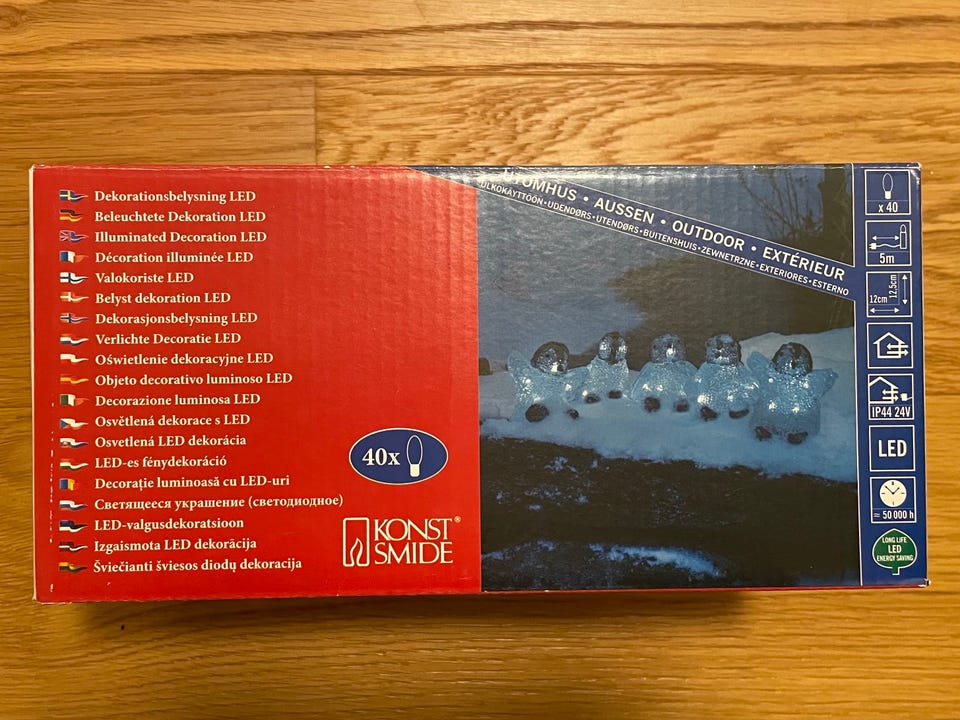 Dekorationsbelysning LED
Beleuchtete Dekoration LED
Illuminated Decoration LED
Décoration illuminée LED
Valokoriste LED
Belyst dekoration LED
Dekorasjonsbelysning LED
Verlichte Decoratie LED
Oświetlenie dekoracyjne LED
Objeto decorativo luminoso LED
Decorazione luminosa LED
Osvětlená dekorace s LED
Osvetlená LED dekorácia
LED-es fénydekoráció
Decorație luminoasă cu LED-uri
Светящееся украшение (светодиодное)
LED-valgusdekoratsioon
Izgaismota LED dekorācija
Šviečianti šviesos diodų dekoracija
40x
KONST®
SMIDE
UTOMHUS • AUSSEN • OUTDOOR • EXTÉRIEUR
ULKOKÄYTTÖÖN•UDENDØRS•UTENDØRS•BUITENSHUIS•ZEWNETRZNE•EXTERIORES•ESTERNO
x 40
5m
12cm
12,5cm
IP44 24V
LED
≈ 50 000 h
LONG LIFE
LED
ENERGY SAVING